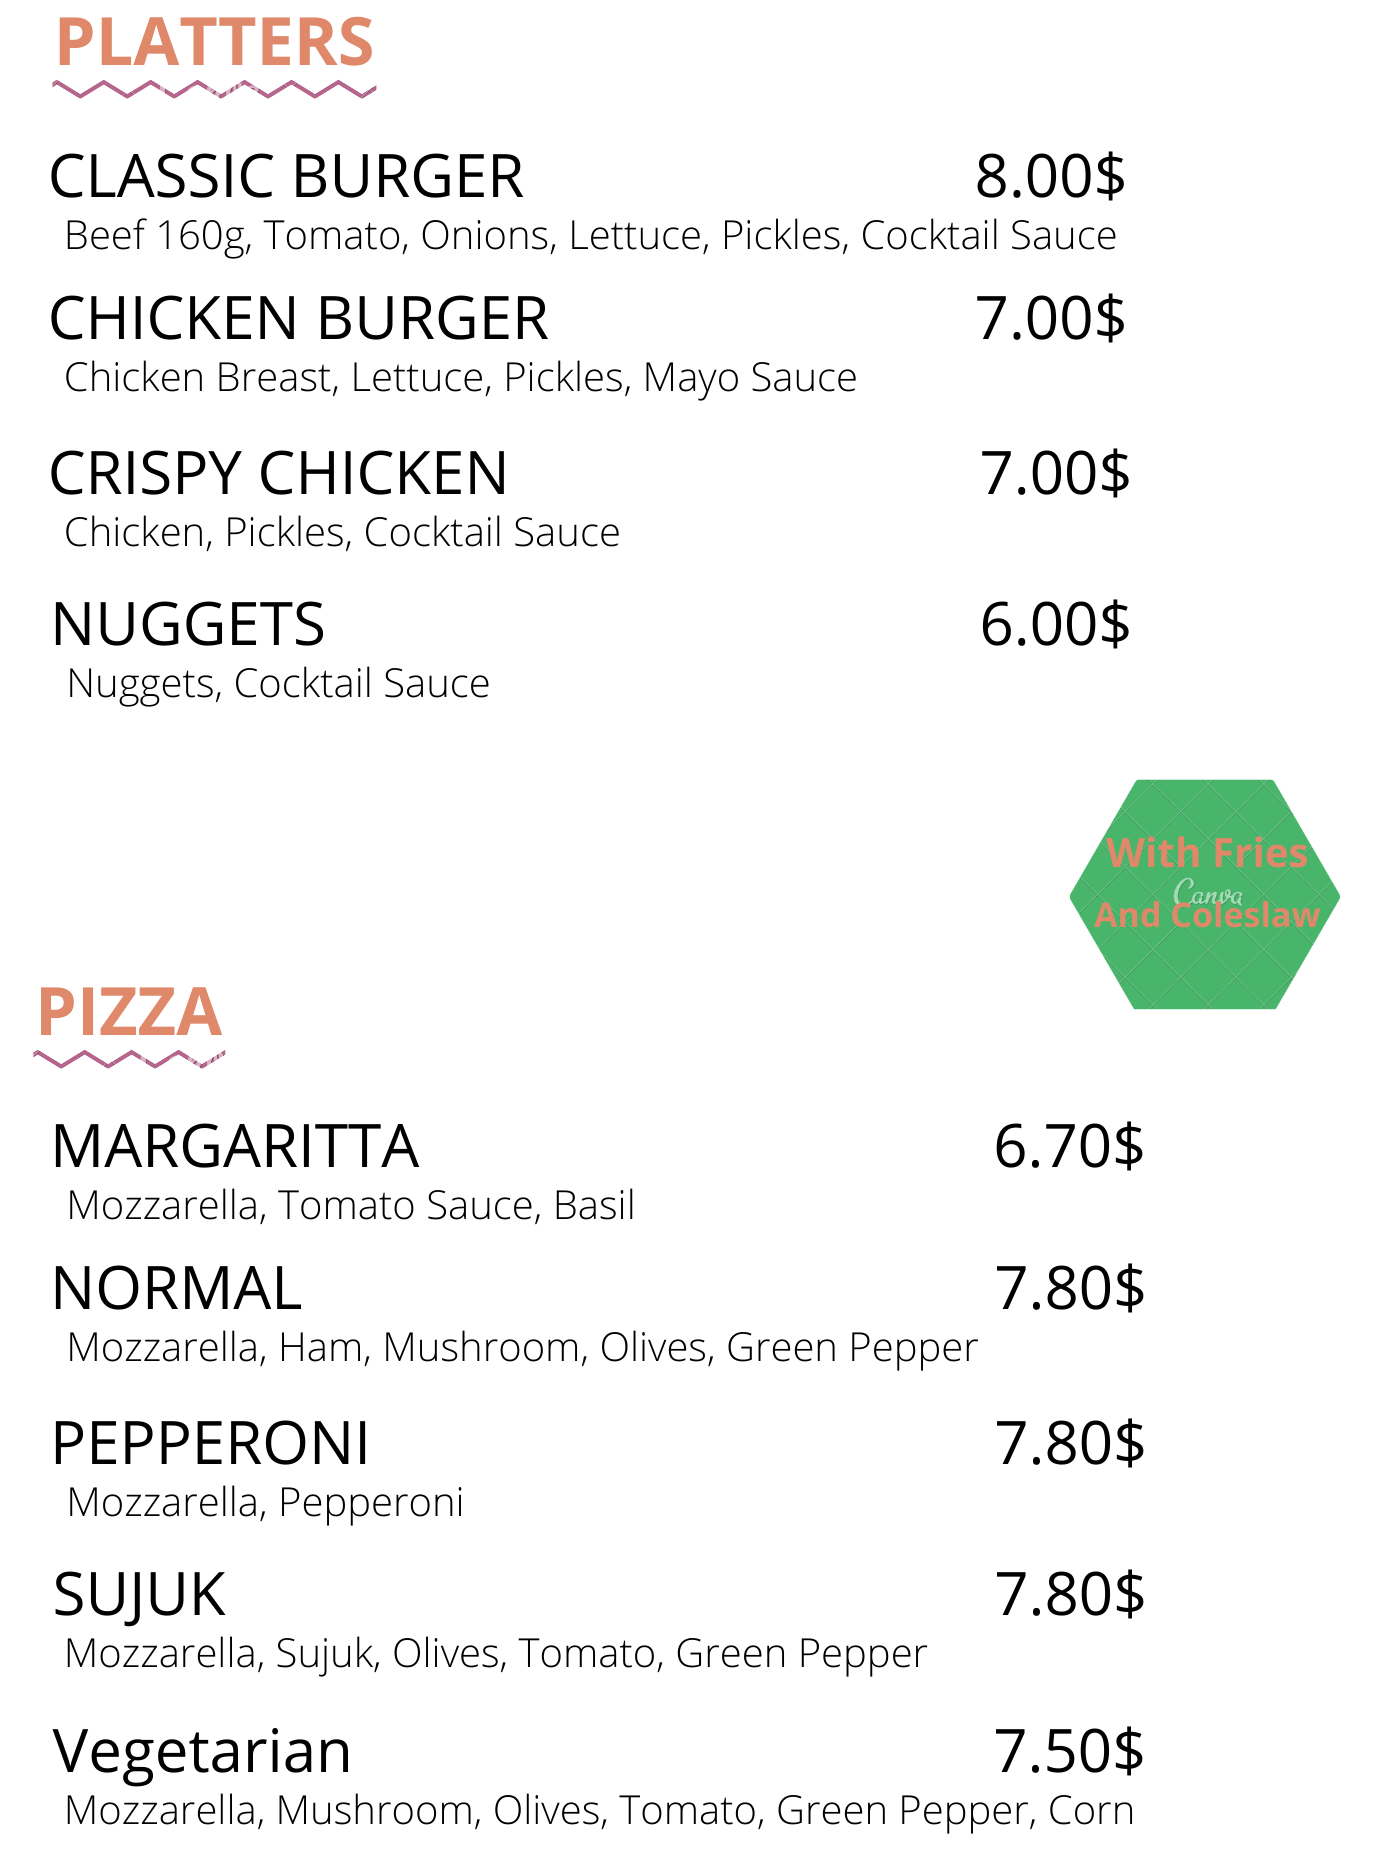 PLATTERS
CLASSIC BURGER 8.00$
Beef 160g, Tomato, Onions, Lettuce, Pickles, Cocktail Sauce
CHICKEN BURGER 7.00$
Chicken Breast, Lettuce, Pickles, Mayo Sauce
CRISPY CHICKEN 7.00$
Chicken, Pickles, Cocktail Sauce
NUGGETS 6.00$
Nuggets, Cocktail Sauce
With Fries
Canva
And Coleslaw
PIZZA
MARGARITTA 6.70$
Mozzarella, Tomato Sauce, Basil
NORMAL 7.80$
Mozzarella, Ham, Mushroom, Olives, Green Pepper
PEPPERONI 7.80$
Mozzarella, Pepperoni
SUJUK 7.80$
Mozzarella, Sujuk, Olives, Tomato, Green Pepper
Vegetarian 7.50$
Mozzarella, Mushroom, Olives, Tomato, Green Pepper, Corn